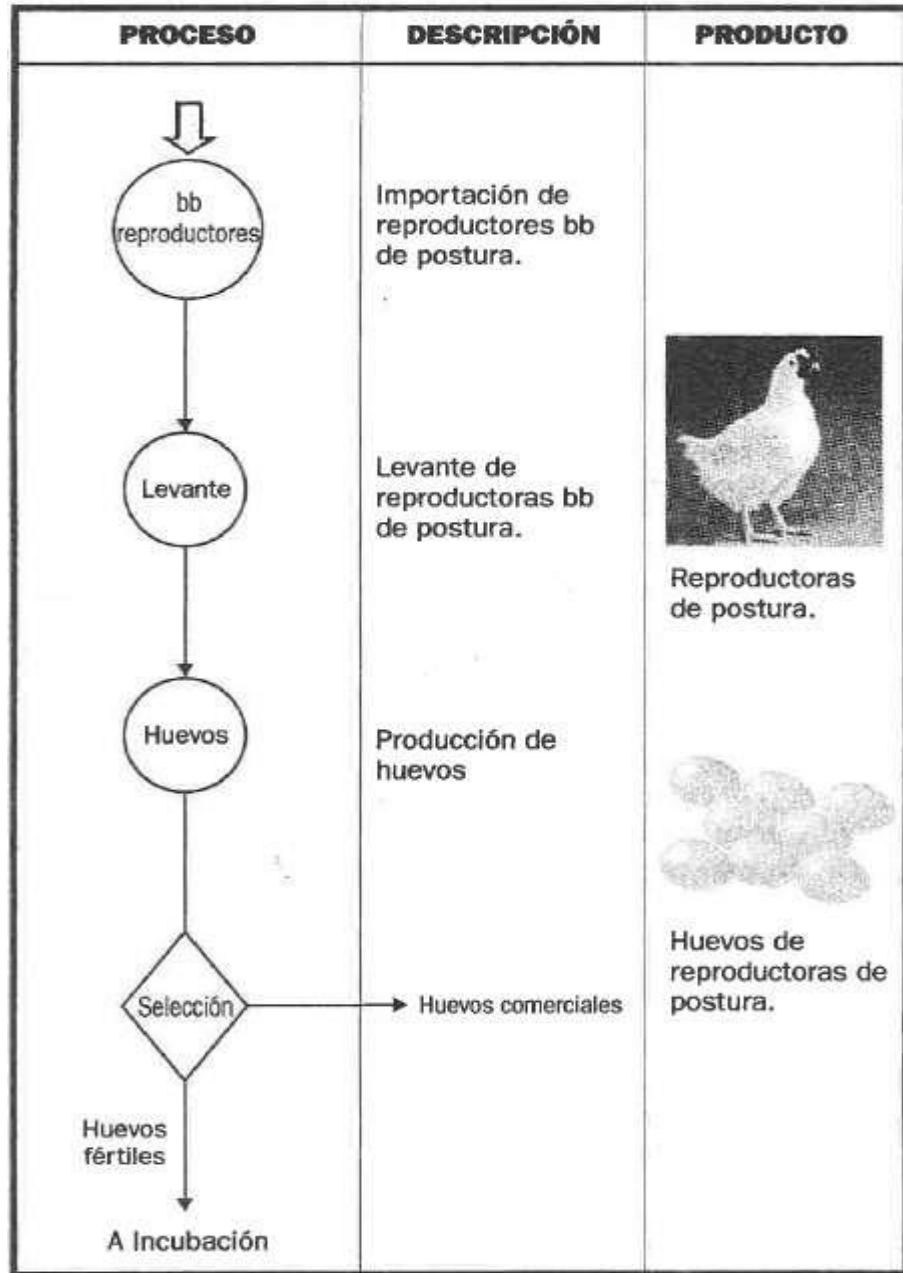 PROCESO
DESCRIPCIÓN
PRODUCTO
bb
reproductores
Importación de
reproductores bb
de postura.
Levante
Levante de
reproductoras bb
de postura.
Reproductoras
de postura.
Huevos
Producción de
huevos
Huevos de
reproductoras de
postura.
Selección
Huevos comerciales
Huevos
fértiles
A Incubación